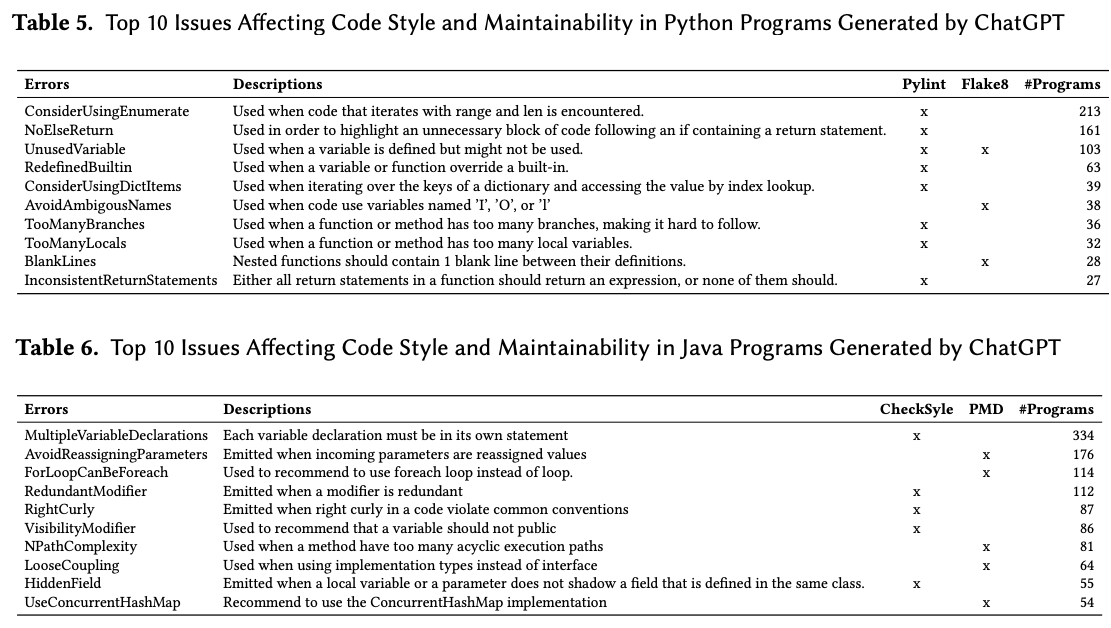 Table 5. Top 10 Issues Affecting Code Style and Maintainability in Python Programs Generated by ChatGPT
Errors Descriptions Pylint Flake8 #Programs
ConsiderUsingEnumerate Used when code that iterates with range and len is encountered. x 213
NoElseReturn Used in order to highlight an unnecessary block of code following an if containing a return statement. x 161
UnusedVariable Used when a variable is defined but might not be used. x x 103
RedefinedBuiltin Used when a variable or function override a built-in. x 63
ConsiderUsingDictItems Used when iterating over the keys of a dictionary and accessing the value by index lookup. x 39
AvoidAmbigousNames Used when code use variables named 'I', 'O', or 'l' x 38
TooManyBranches Used when a function or method has too many branches, making it hard to follow. x 36
TooManyLocals Used when a function or method has too many local variables. x 32
BlankLines Nested functions should contain 1 blank line between their definitions. x 28
InconsistentReturnStatements Either all return statements in a function should return an expression, or none of them should. x 27
Table 6. Top 10 Issues Affecting Code Style and Maintainability in Java Programs Generated by ChatGPT
Errors Descriptions CheckSyle PMD #Programs
MultipleVariableDeclarations Each variable declaration must be in its own statement x 334
AvoidReassigningParameters Emitted when incoming parameters are reassigned values x 176
ForLoopCanBeForeach Used to recommend to use foreach loop instead of loop. x 114
RedundantModifier Emitted when a modifier is redundant x 112
RightCurly Emitted when right curly in a code violate common conventions x 87
VisibilityModifier Used to recommend that a variable should not public x 86
NPathComplexity Used when a method have too many acyclic execution paths x 81
LooseCoupling Used when using implementation types instead of interface x 64
HiddenField Emitted when a local variable or a parameter does not shadow a field that is defined in the same class. x 55
UseConcurrentHashMap Recommend to use the ConcurrentHashMap implementation x 54